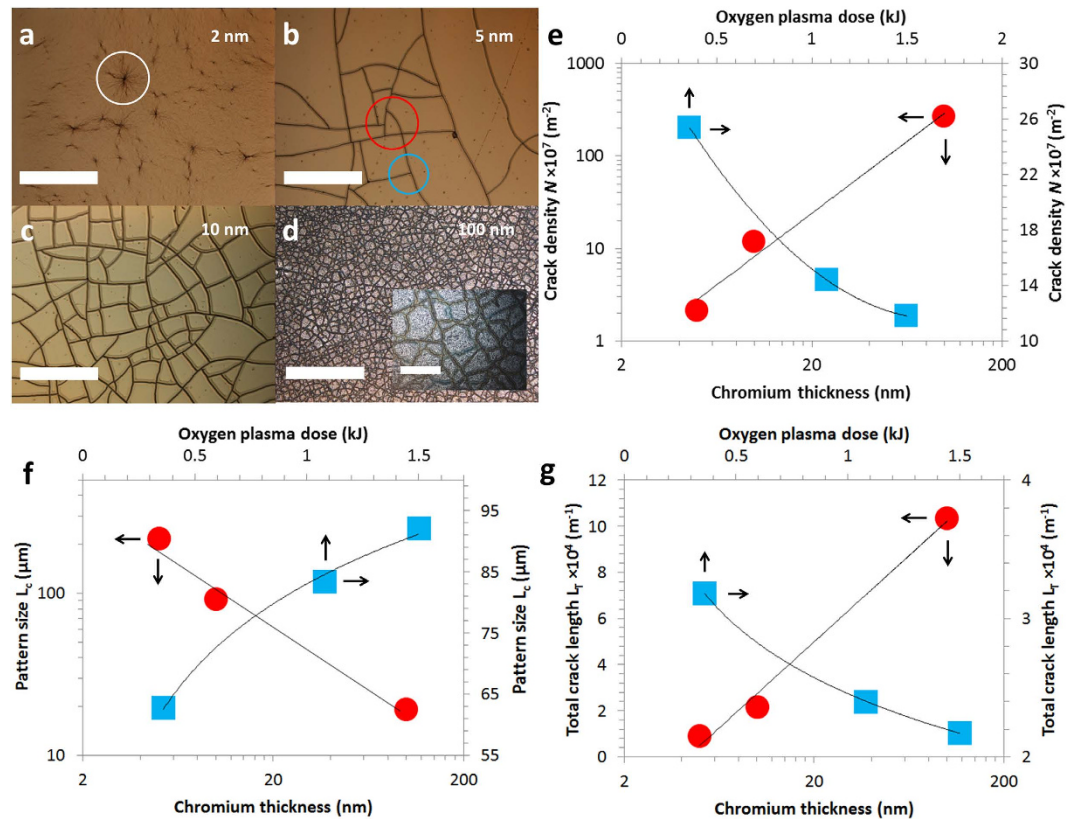 a
2 nm
b
5 nm
c
10 nm
d
100 nm
e
Oxygen plasma dose (kJ)
0
0.5
1
1.5
2
1000
100
10
1
Crack density N ×10⁷ (m⁻²)
30
26
22
18
14
10
Crack density N ×10⁷ (m⁻²)
2
20
200
Chromium thickness (nm)
f
Oxygen plasma dose (kJ)
0
0.5
1
1.5
100
10
Pattern size L_c (µm)
95
85
75
65
55
Pattern size L_c (µm)
2
20
200
Chromium thickness (nm)
g
Oxygen plasma dose (kJ)
0
0.5
1
1.5
12
10
8
6
4
2
0
Total crack length L_T ×10⁴ (m⁻¹)
4
3
2
Total crack length L_T ×10⁴ (m⁻¹)
2
20
200
Chromium thickness (nm)